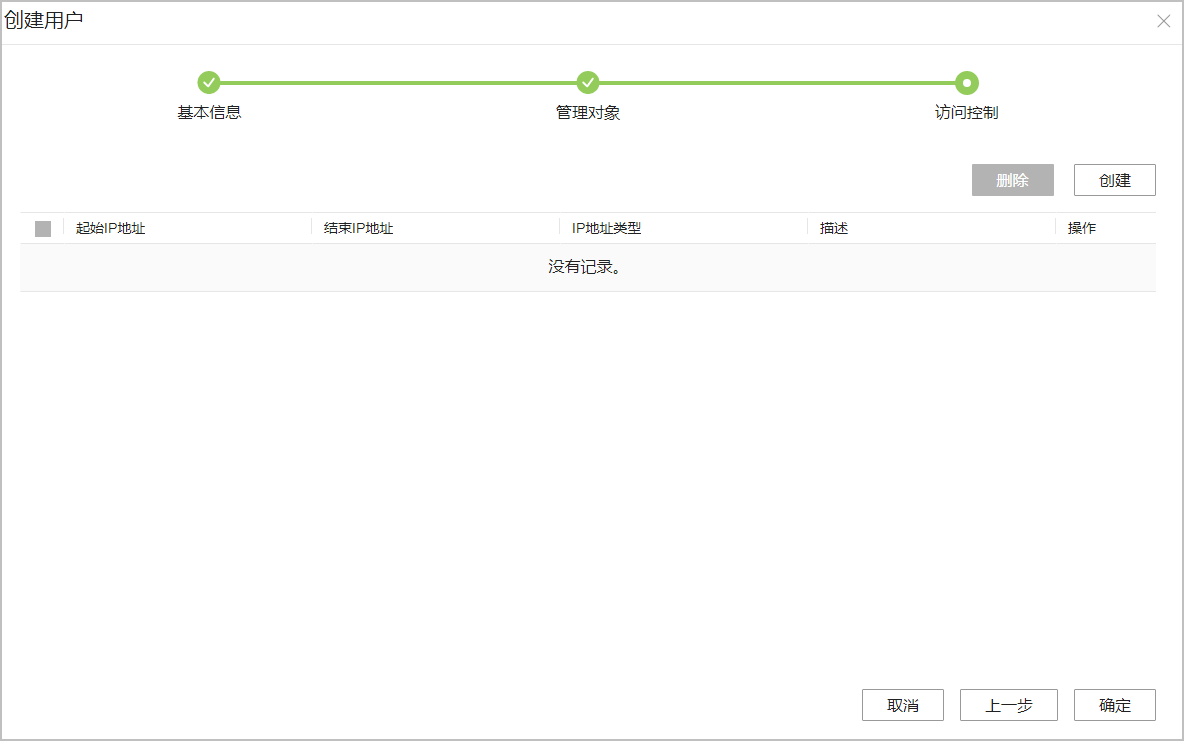 创建用户
基本信息 管理对象 访问控制
删除 创建
起始IP地址 结束IP地址 IP地址类型 描述 操作
没有记录。
取消 上一步 确定